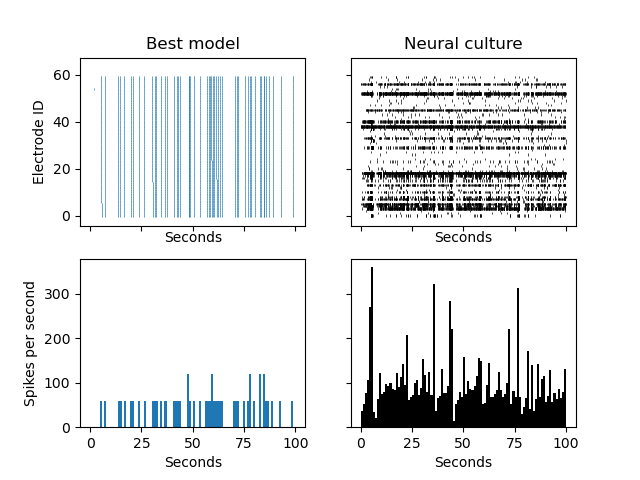 Best model
Neural culture
Electrode ID
60
40
20
0
Seconds
Seconds
Spikes per second
300
200
100
0
0
25
50
75
100
0
25
50
75
100
Seconds
Seconds